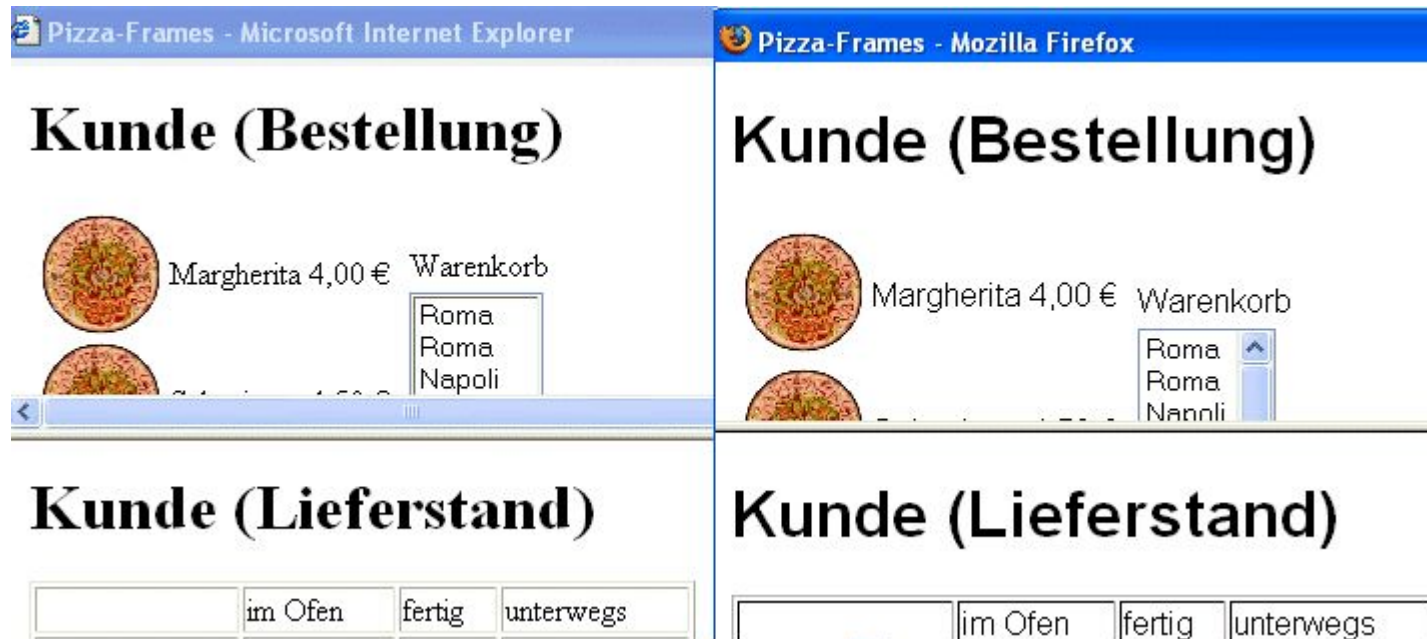 Pizza-Frames - Microsoft Internet Explorer
Kunde (Bestellung)
Margherita 4,00 €
Warenkorb
Roma
Roma
Napoli
Kunde (Lieferstand)
im Ofen
fertig
unterwegs
Pizza-Frames - Mozilla Firefox
Kunde (Bestellung)
Margherita 4,00 €
Warenkorb
Roma
Roma
Napoli
Kunde (Lieferstand)
im Ofen
fertig
unterwegs